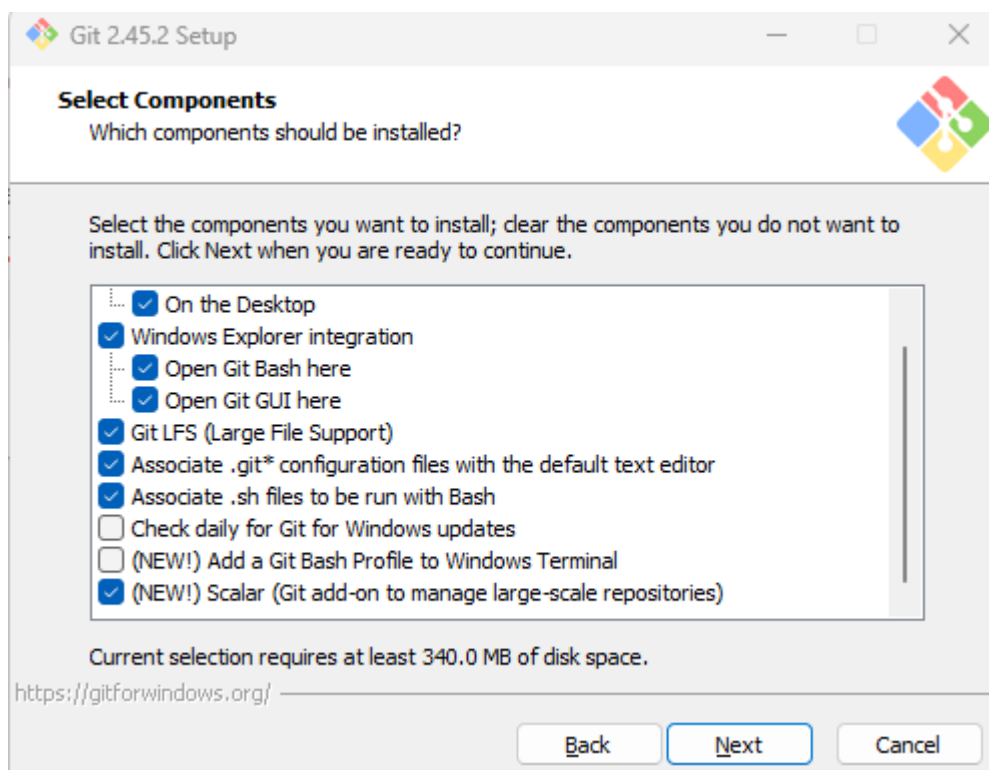 Git 2.45.2 Setup
Select Components
Which components should be installed?
Select the components you want to install; clear the components you do not want to
install. Click Next when you are ready to continue.
On the Desktop
Windows Explorer integration
Open Git Bash here
Open Git GUI here
Git LFS (Large File Support)
Associate .git* configuration files with the default text editor
Associate .sh files to be run with Bash
Check daily for Git for Windows updates
(NEW!) Add a Git Bash Profile to Windows Terminal
(NEW!) Scalar (Git add-on to manage large-scale repositories)
Current selection requires at least 340.0 MB of disk space.
https://gitforwindows.org/
Back Next Cancel